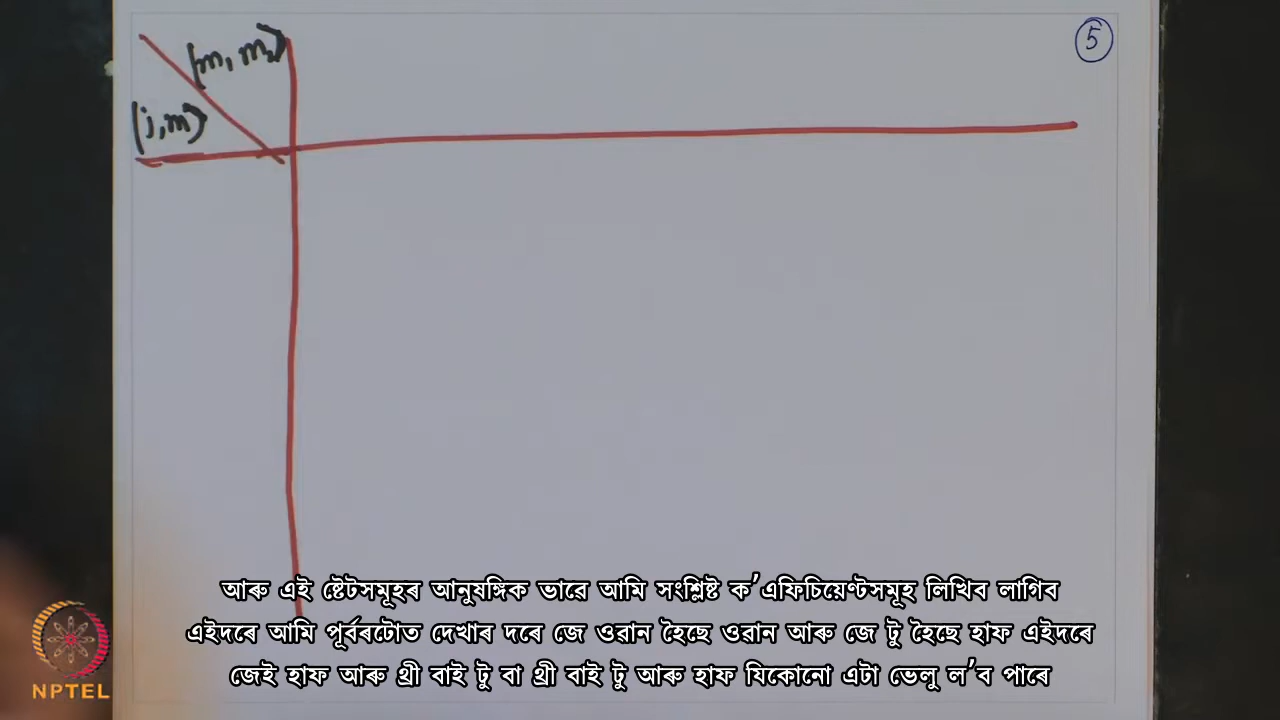 (m₁ m₂)
5
(j, m)
আৰু এই ষ্টেটসমূহৰ আনুষঙ্গিক ভাৱে আমি সংশ্লিষ্ট ক'এফিচিয়েণ্টসমূহ লিখিব লাগিব
এইদৰে আমি পূৰ্বৰটোত দেখাৰ দৰে জে ওৱান হৈছে ওৱান আৰু জে টু হৈছে হাফ এইদৰে
জেই হাফ আৰু থ্ৰী বাই টু বা থ্ৰী বাই টু আৰু হাফ যিকোনো এটা ভেলু ল'ব পাৰে
NPTEL